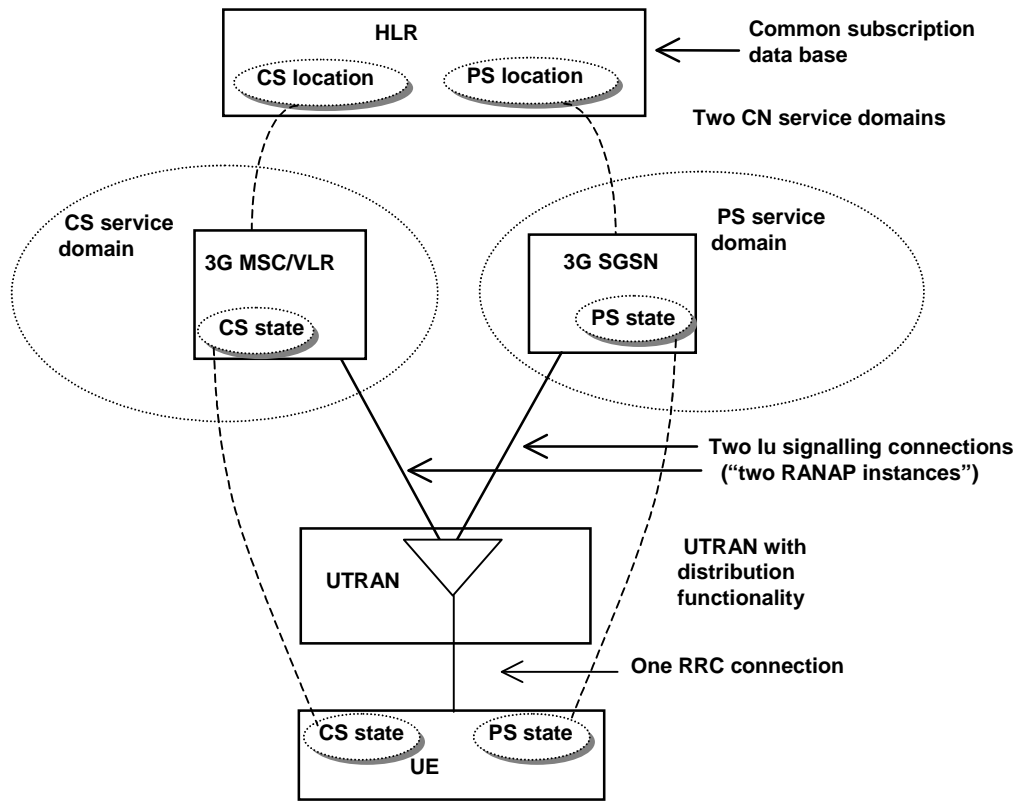 HLR
Common subscription
data base
CS location
PS location
Two CN service domains
CS service
domain
PS service
domain
3G MSC/VLR
3G SGSN
CS state
PS state
Two Iu signalling connections
(“two RANAP instances”)
UTRAN
UTRAN with
distribution
functionality
One RRC connection
CS state
PS state
UE